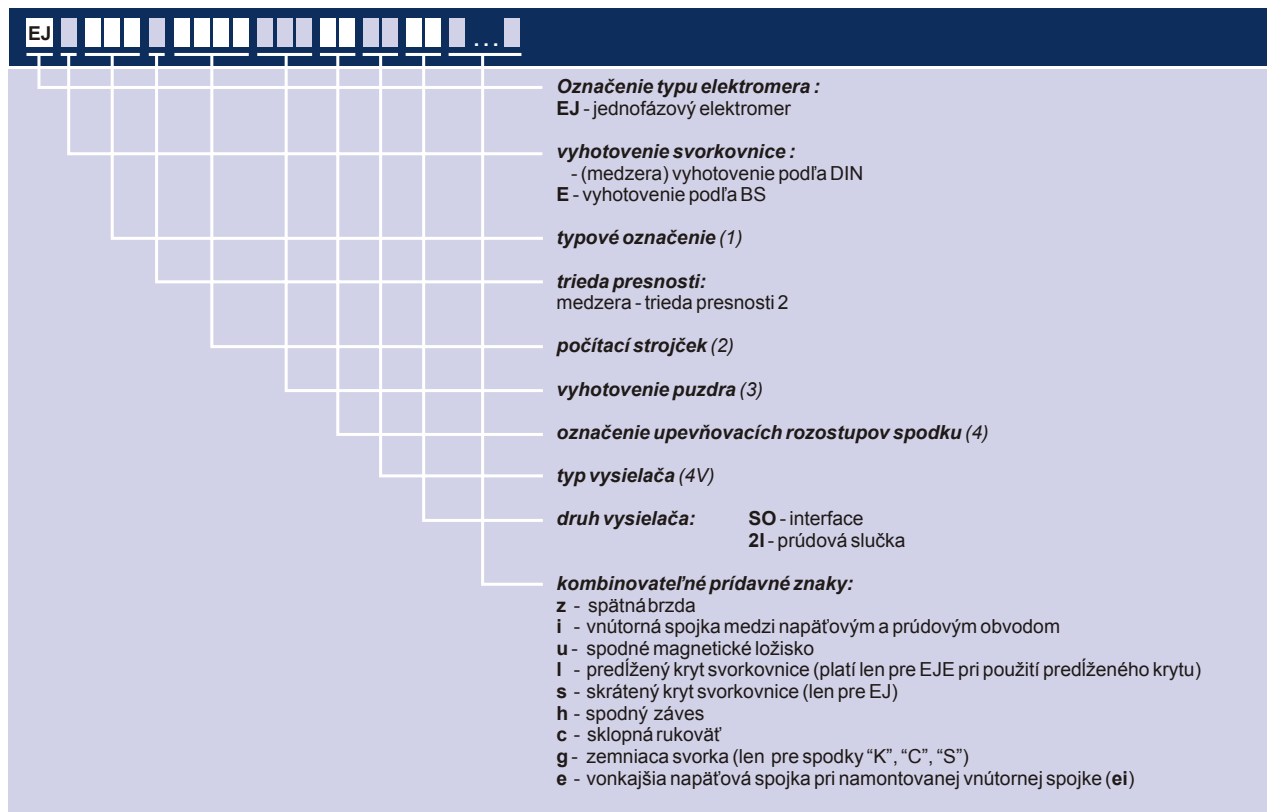 EJ ...
Označenie typu elektromera :
EJ - jednofázový elektromer
vyhotovenie svorkovnice :
- (medzera) vyhotovenie podľa DIN
E - vyhotovenie podľa BS
typové označenie (1)
trieda presnosti:
medzera - trieda presnosti 2
počítací strojček (2)
vyhotovenie puzdra (3)
označenie upevňovacích rozostupov spodku (4)
typ vysielača (4V)
druh vysielača: SO - interface
2I - prúdová slučka
kombinovateľné prídavné znaky:
z - spätná brzda
i - vnútorná spojka medzi napäťovým a prúdovým obvodom
u - spodné magnetické ložisko
l - predĺžený kryt svorkovnice (platí len pre EJE pri použití predĺženého krytu)
s - skrátený kryt svorkovnice (len pre EJ)
h - spodný záves
c - sklopná rukoväť
g - zemniaca svorka (len pre spodky “K”, “C”, “S”)
e - vonkajšia napäťová spojka pri namontovanej vnútornej spojke (ei)